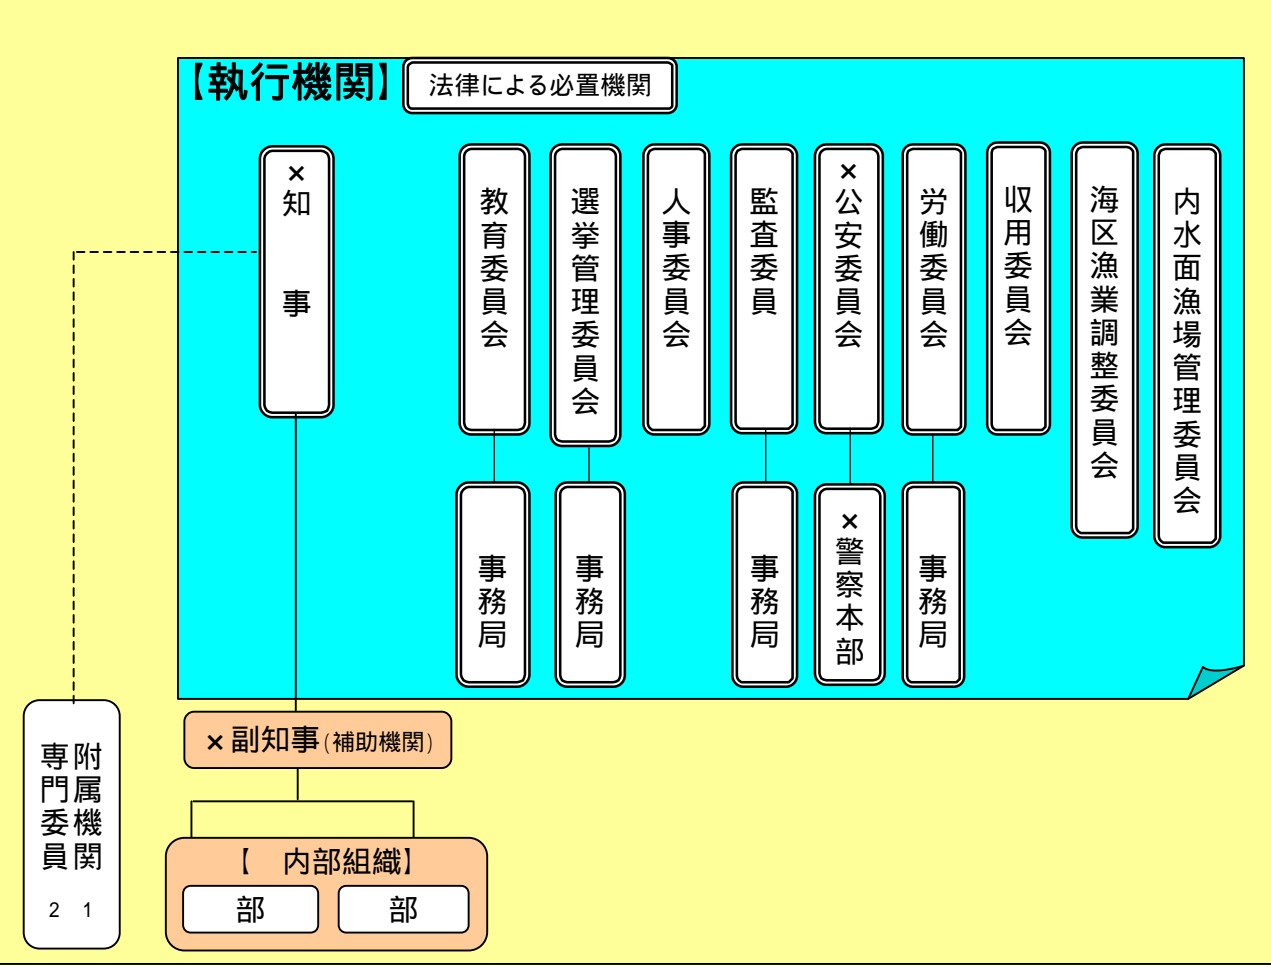 【執行機関】
法律による必置機関
×知事
教育委員会
選挙管理委員会
人事委員会
監査委員
×公安委員会
労働委員会
収用委員会
海区漁業調整委員会
内水面漁場管理委員会
事務局
事務局
事務局
×警察本部
事務局
×副知事(補助機関)
附属機関 1
専門委員 2
【 内部組織】
部
部